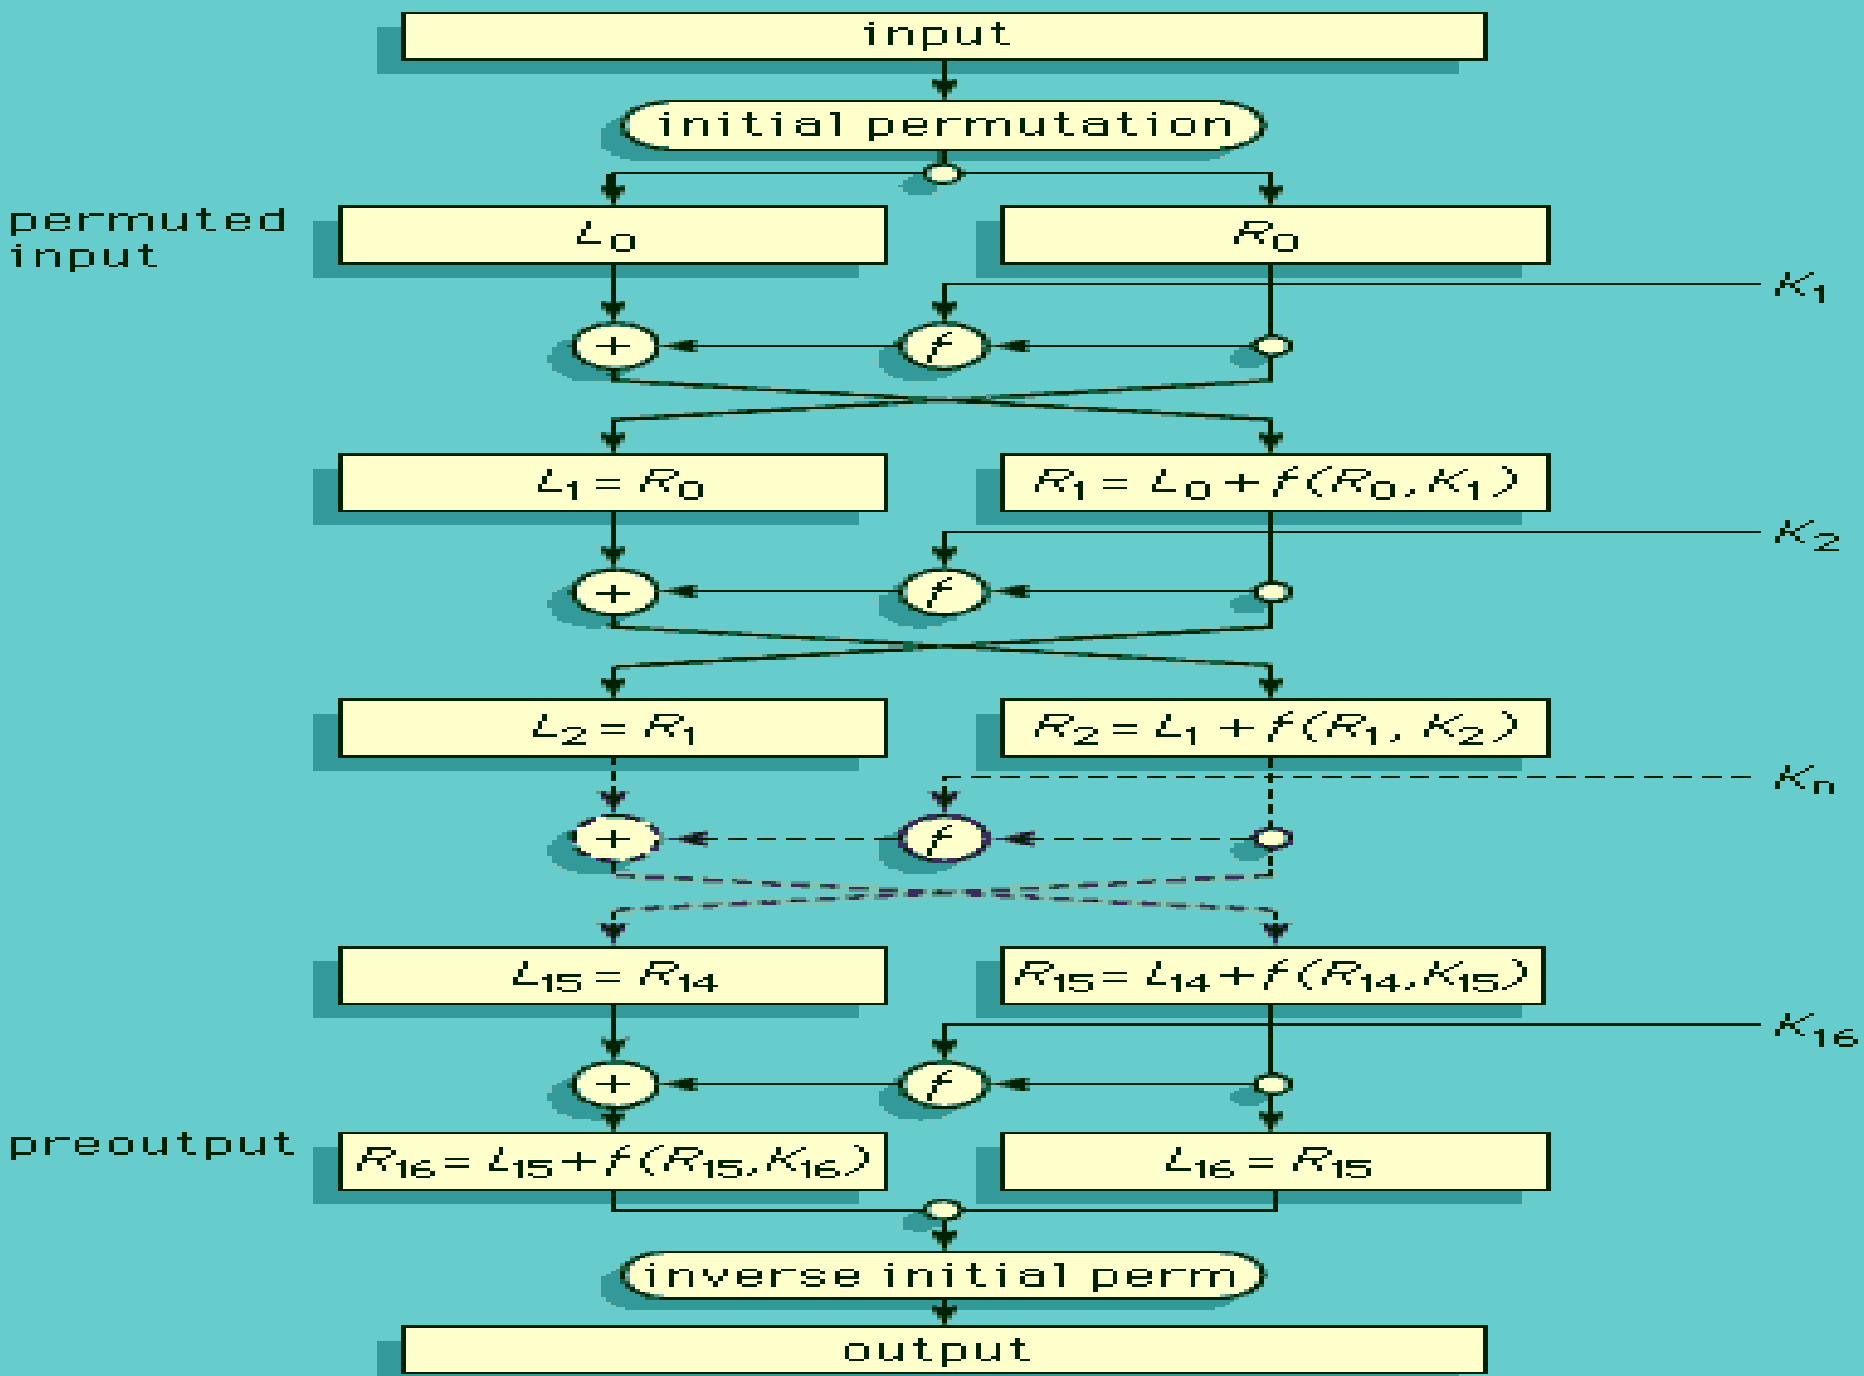 input
initial permutation
permuted
input
L₀
R₀
K₁
+
f
L₁ = R₀
R₁ = L₀ + f(R₀, K₁)
K₂
+
f
L₂ = R₁
R₂ = L₁ + f(R₁, K₂)
Kₙ
+
f
L₁₅ = R₁₄
R₁₅ = L₁₄ + f(R₁₄, K₁₅)
K₁₆
+
f
preoutput
R₁₆ = L₁₅ + f(R₁₅, K₁₆)
L₁₆ = R₁₅
inverse initial perm
output